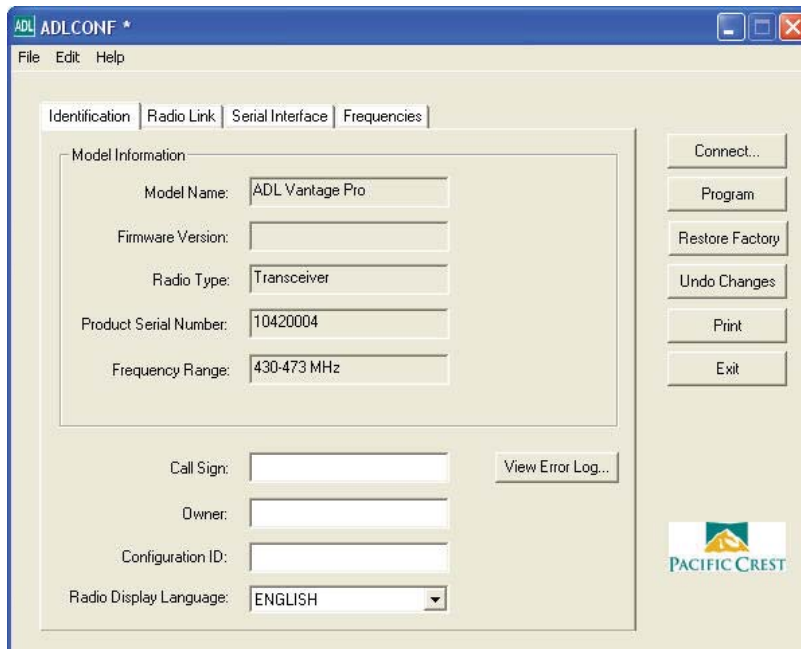 ADL ADLCONF *
File Edit Help
Identification Radio Link Serial Interface Frequencies
Model Information
Model Name: ADL Vantage Pro
Firmware Version:
Radio Type: Transceiver
Product Serial Number: 10420004
Frequency Range: 430-473 MHz
Call Sign:
View Error Log...
Owner:
Configuration ID:
Radio Display Language: ENGLISH
Connect...
Program
Restore Factory
Undo Changes
Print
Exit
PACIFIC CREST